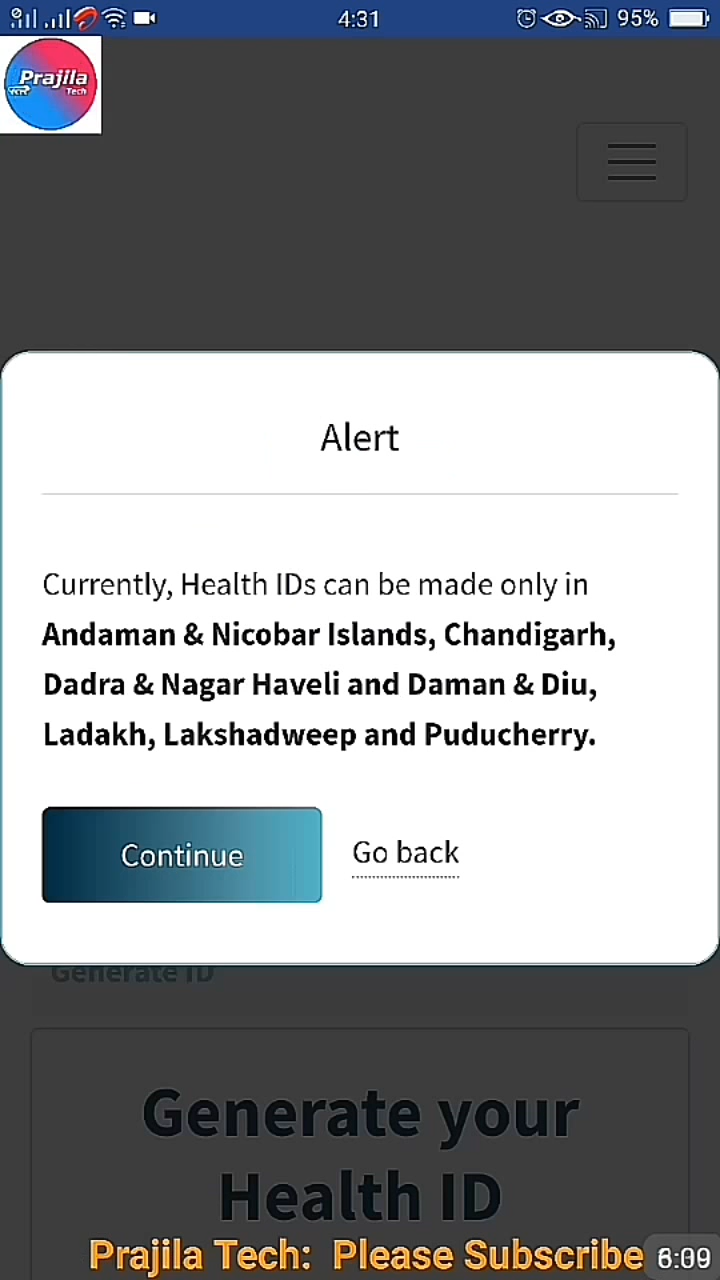 4:31
95%
Prajila
Tech
Alert
Currently, Health IDs can be made only in
Andaman & Nicobar Islands, Chandigarh,
Dadra & Nagar Haveli and Daman & Diu,
Ladakh, Lakshadweep and Puducherry.
Continue
Go back
Generate ID
Generate your
Health ID
Prajila Tech: Please Subscribe
6:09